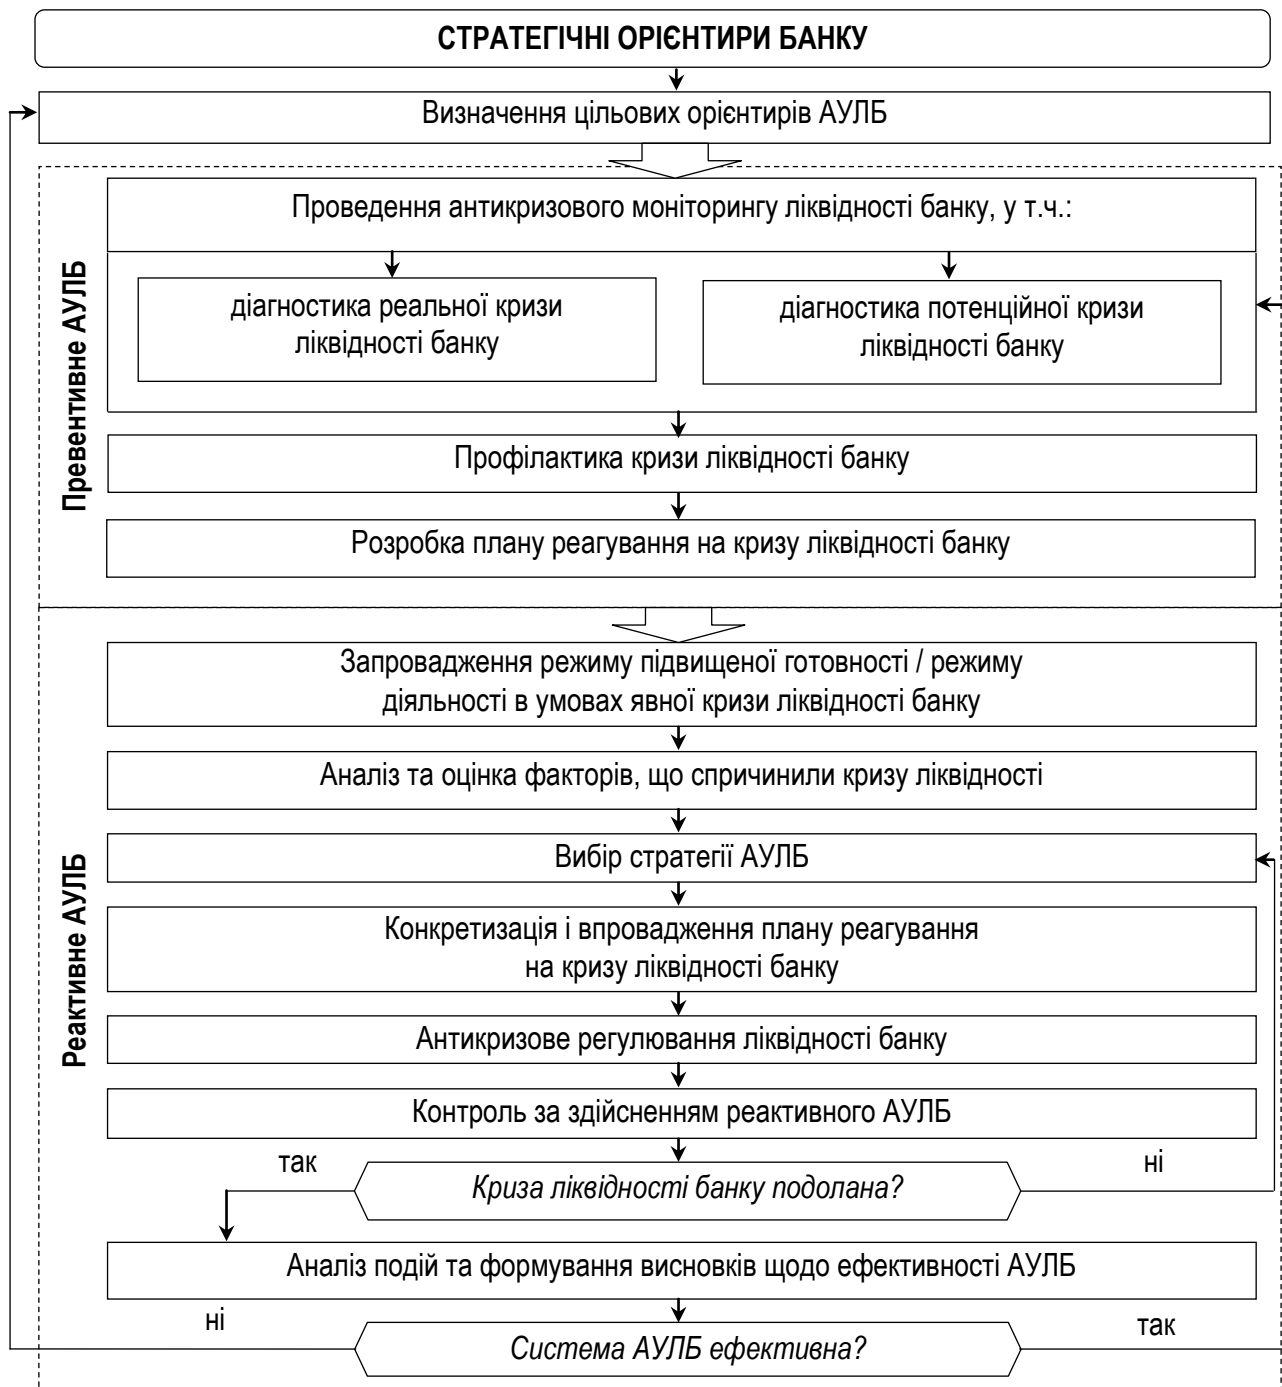 СТРАТЕГІЧНІ ОРІЄНТИРИ БАНКУ
Визначення цільових орієнтирів АУЛБ
Превентивне АУЛБ
Проведення антикризового моніторингу ліквідності банку, у т.ч.:
діагностика реальної кризи
ліквідності банку
діагностика потенційної кризи
ліквідності банку
Профілактика кризи ліквідності банку
Розробка плану реагування на кризу ліквідності банку
Реактивне АУЛБ
Запровадження режиму підвищеної готовності / режиму
діяльності в умовах явної кризи ліквідності банку
Аналіз та оцінка факторів, що спричинили кризу ліквідності
Вибір стратегії АУЛБ
Конкретизація і впровадження плану реагування
на кризу ліквідності банку
Антикризове регулювання ліквідності банку
Контроль за здійсненням реактивного АУЛБ
так
ні
Криза ліквідності банку подолана?
Аналіз подій та формування висновків щодо ефективності АУЛБ
ні
так
Система АУЛБ ефективна?